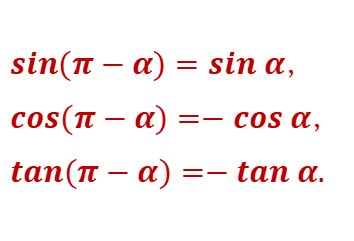 sin(π − α) = sin α,
cos(π − α) =− cos α,
tan(π − α) =− tan α.